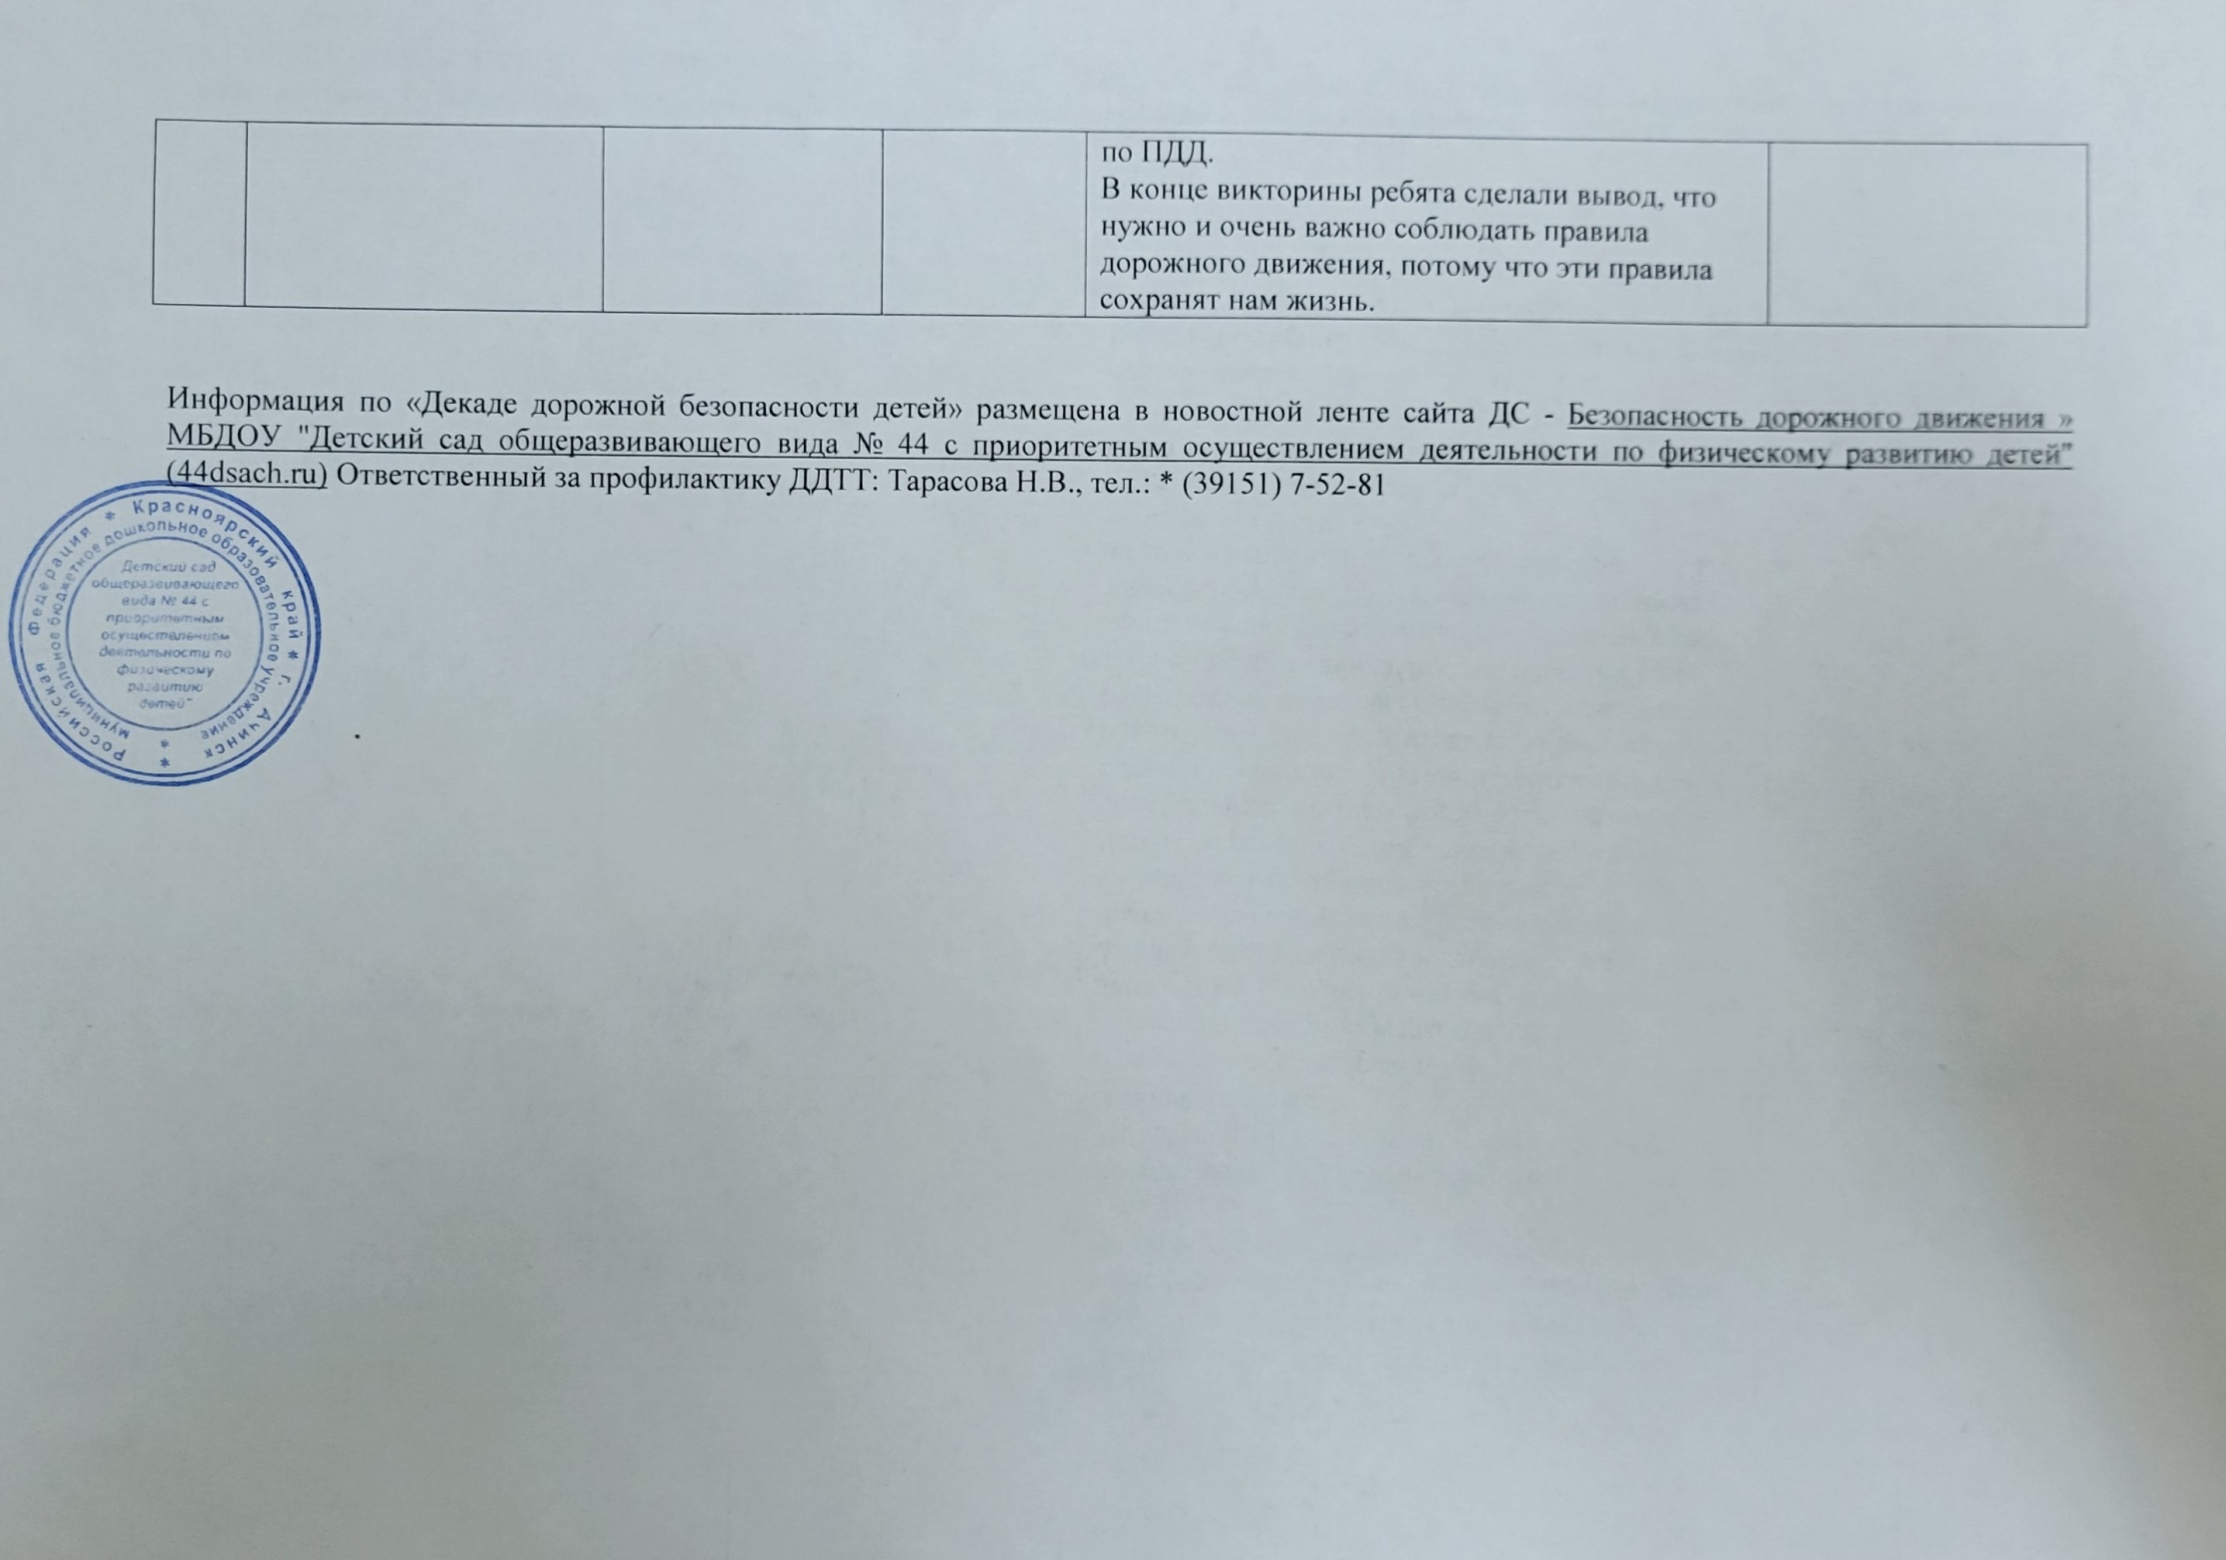 по ПДД.
В конце викторины ребята сделали вывод, что
нужно и очень важно соблюдать правила
дорожного движения, потому что эти правила
сохранят нам жизнь.
Информация по «Декаде дорожной безопасности детей» размещена в новостной ленте сайта ДС - Безопасность дорожного движения »
МБДОУ "Детский сад общеразвивающего вида № 44 с приоритетным осуществлением деятельности по физическому развитию детей"
(44dsach.ru) Ответственный за профилактику ДДТТ: Тарасова Н.В., тел.: * (39151) 7-52-81
Российская Федерация * Красноярский край * г. Ачинск *
муниципальное бюджетное дошкольное образовательное учреждение *
Детский сад
общеразвивающего
вида № 44 с
приоритетным
осуществлением
деятельности по
физическому
развитию
детей"